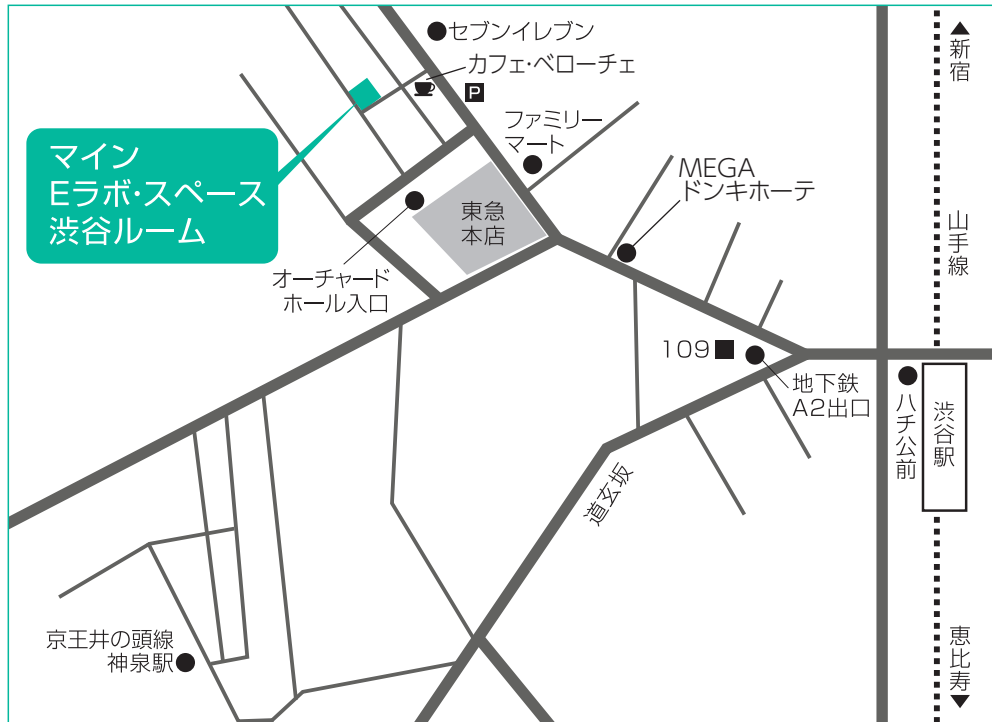 セブンイレブン
カフェ・ベローチェ
P
ファミリー
マート
MEGA
ドンキホーテ
マイン
Eラボ・スペース
渋谷ルーム
東急
本店
オーチャード
ホール入口
109
地下鉄
A2出口
▲新宿
山手線
ハチ公前
渋谷駅
道玄坂
京王井の頭線
神泉駅
恵比寿▼